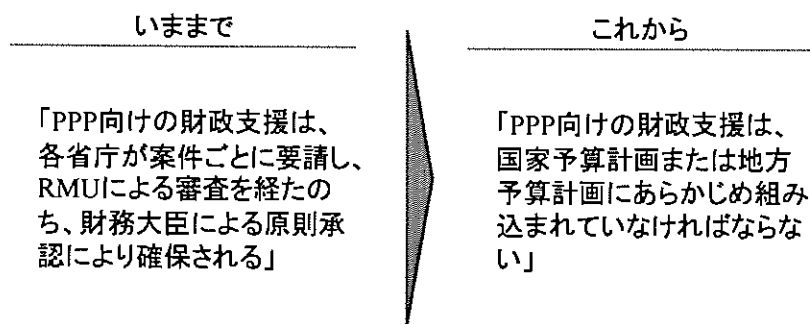 いままで
「PPP向けの財政支援は、
各省庁が案件ごとに要請し、
RMUによる審査を経たの
ち、財務大臣による原則承
認により確保される」
これから
「PPP向けの財政支援は、
国家予算計画または地方
予算計画にあらかじめ組み
込まれていなければならな
い」